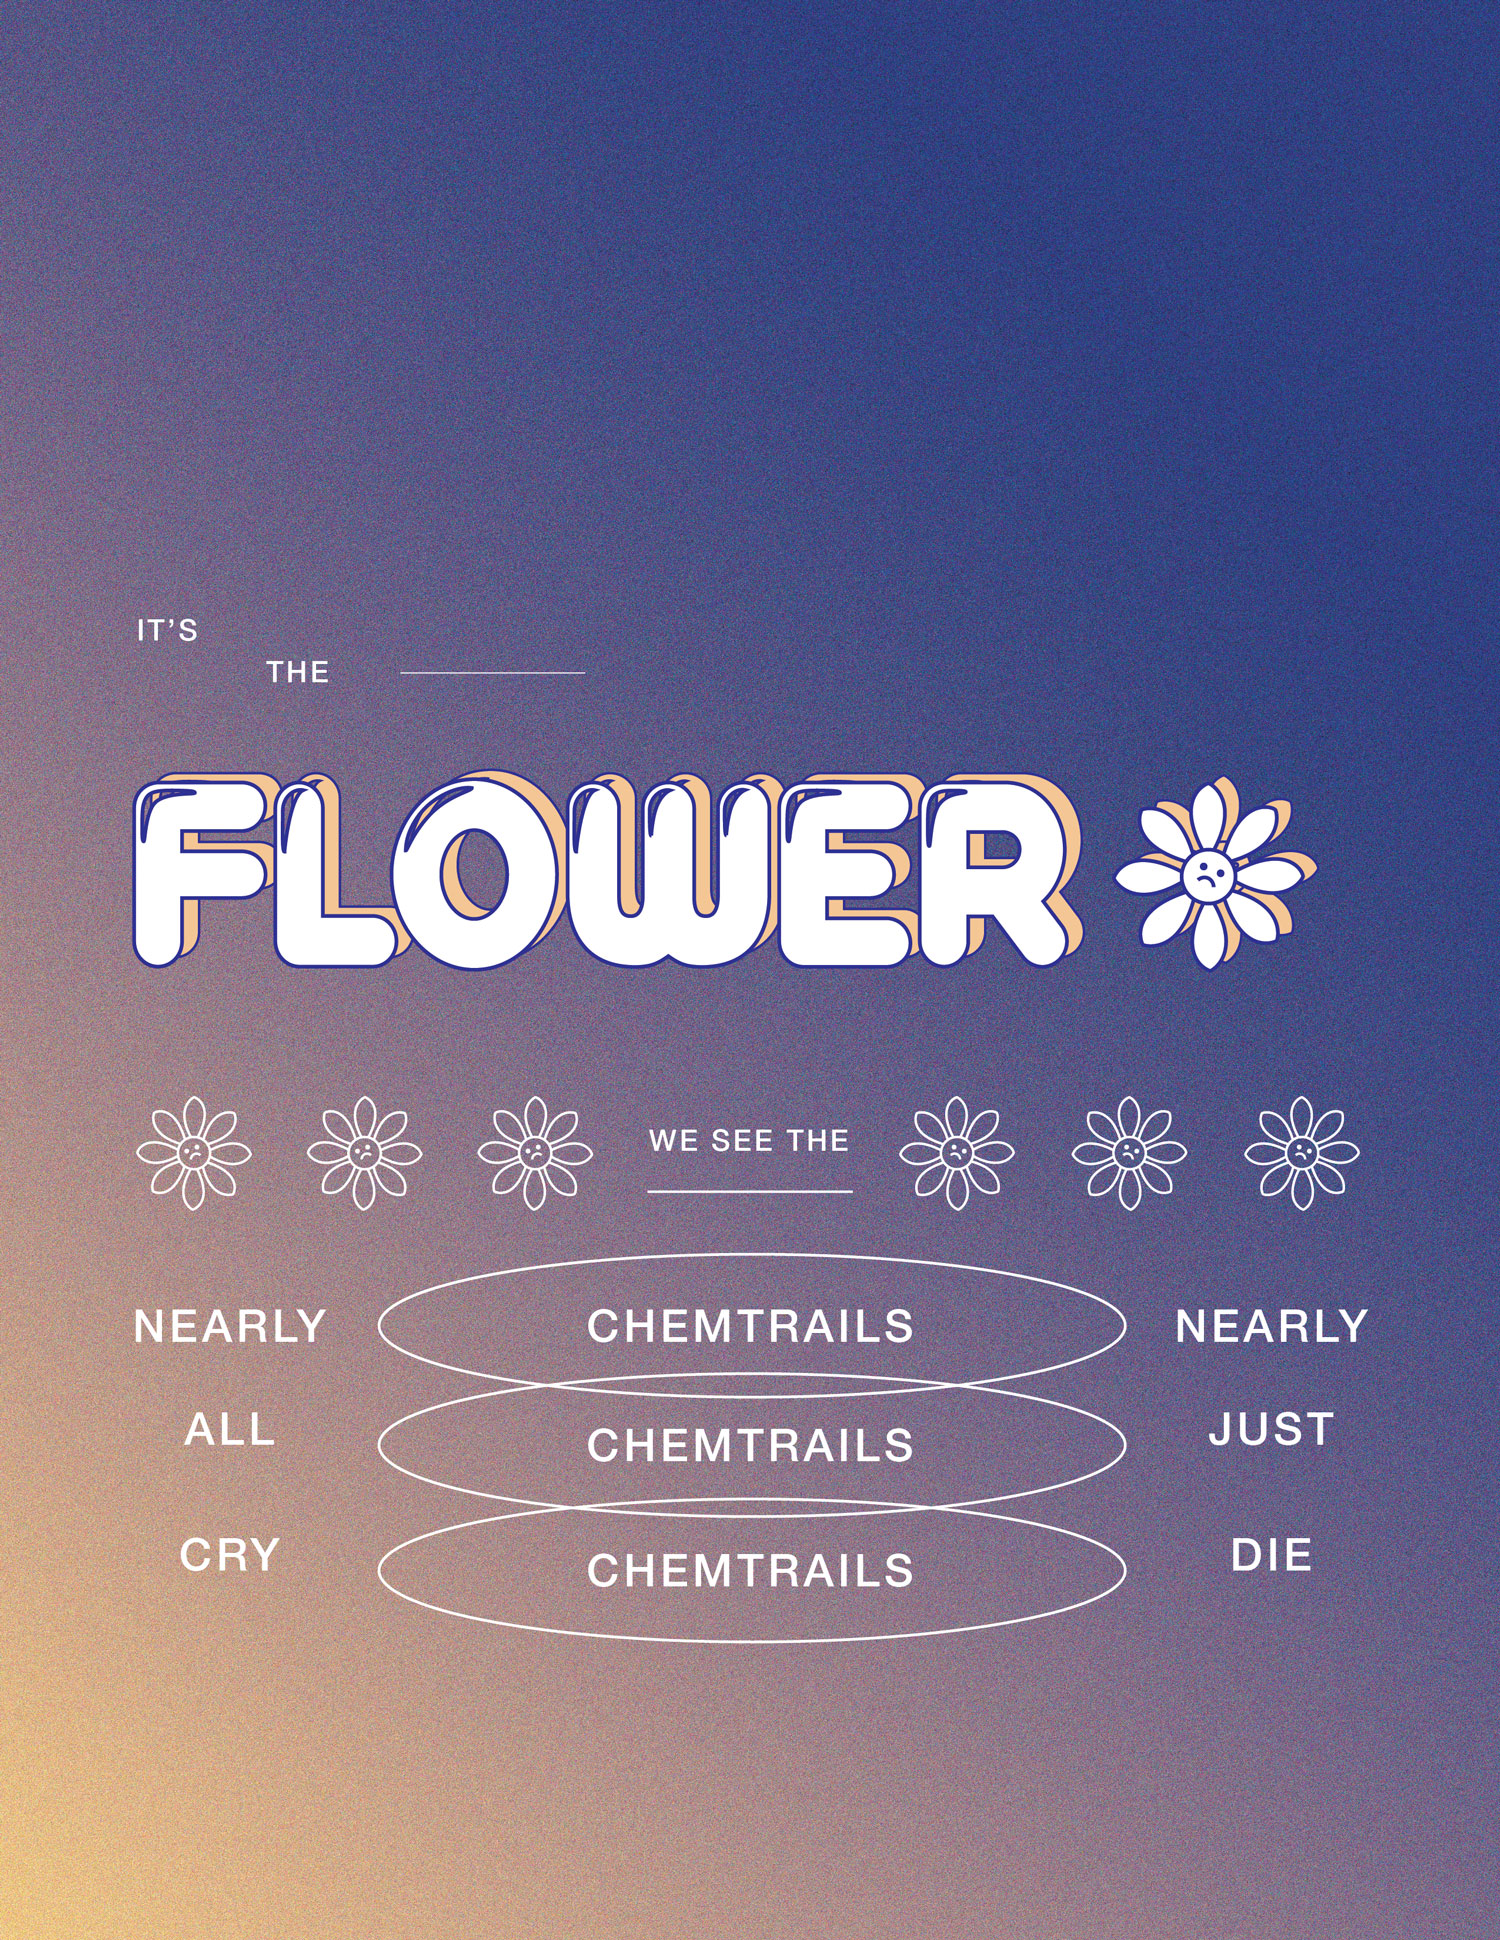 IT'S
THE
FLOWER
WE SEE THE
NEARLY CHEMTRAILS NEARLY
ALL CHEMTRAILS JUST
CRY CHEMTRAILS DIE